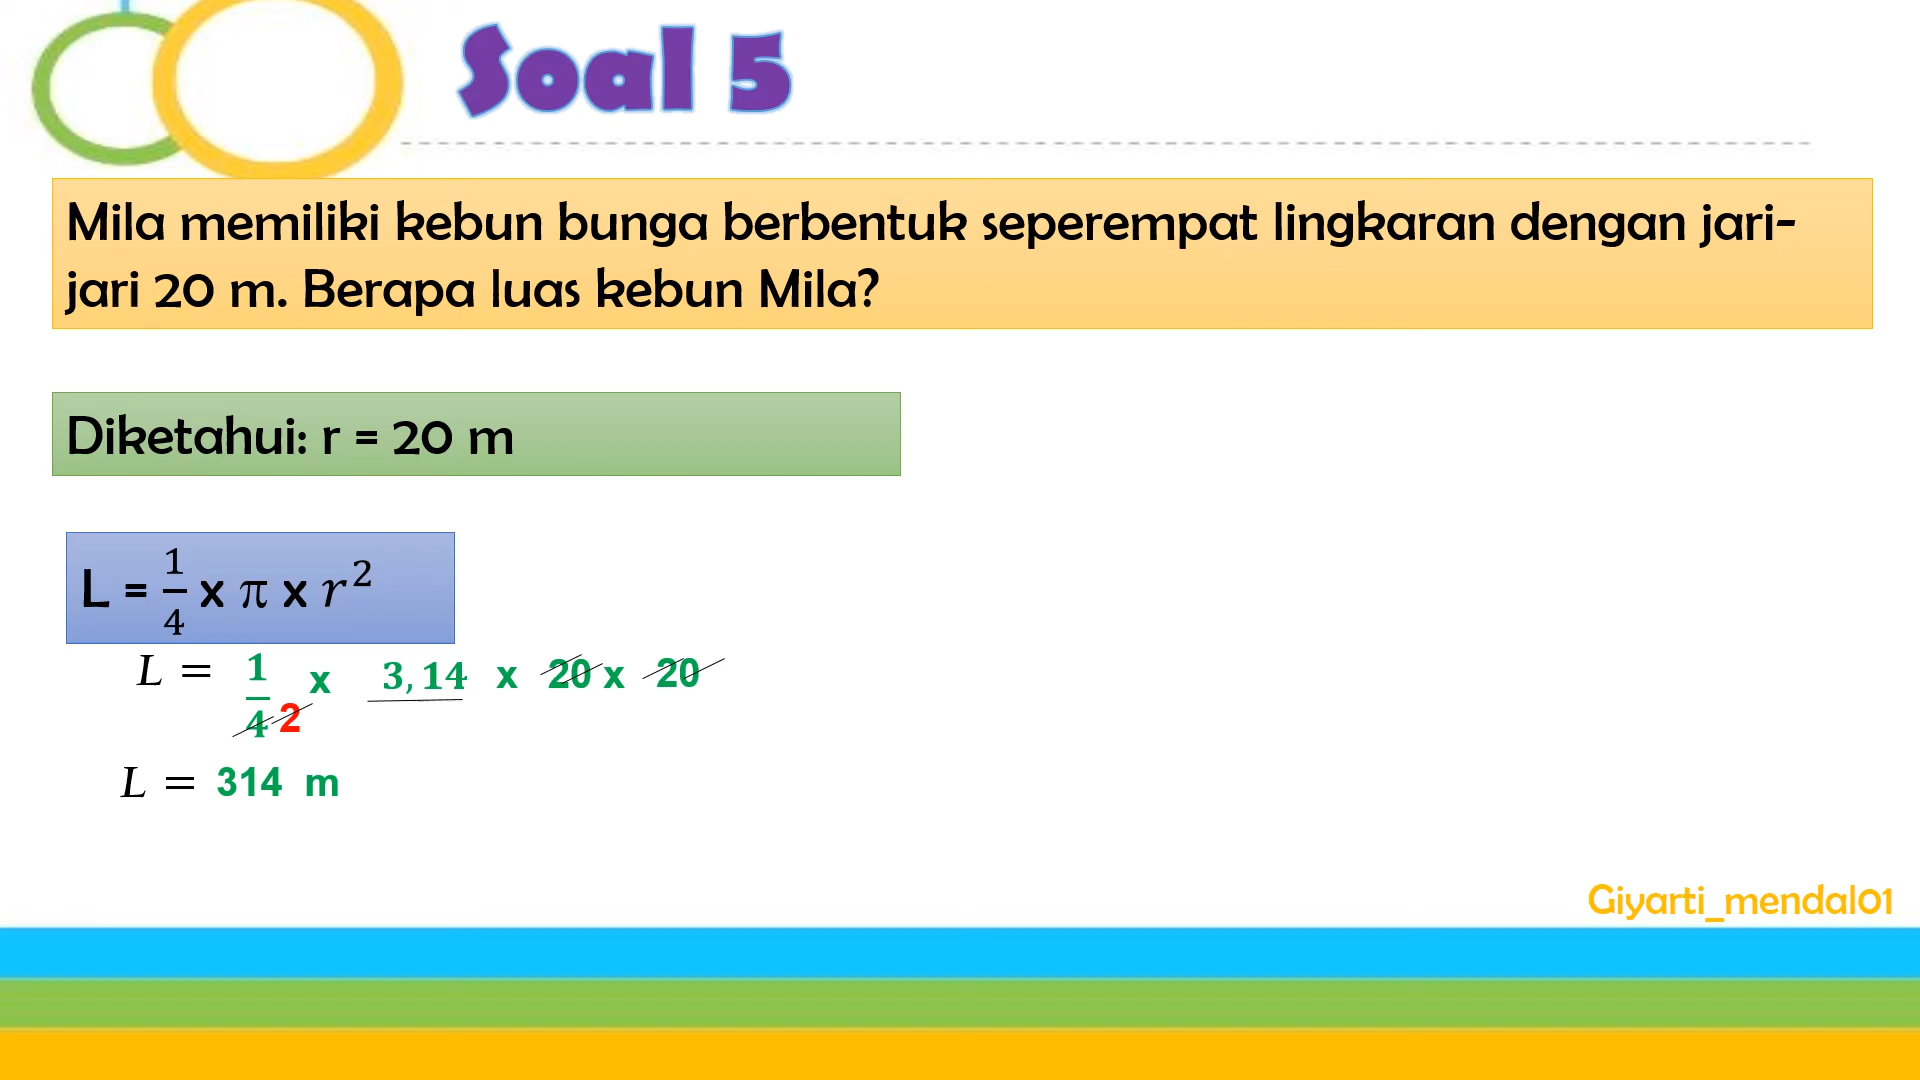 Soal 5
Mila memiliki kebun bunga berbentuk seperempat lingkaran dengan jari-
jari 20 m. Berapa luas kebun Mila?
Diketahui: r = 20 m
L = 1/4 x π x r²
L = 1/4 2 x 3,14 x 20 x 20
L = 314 m
Giyarti_mendal01